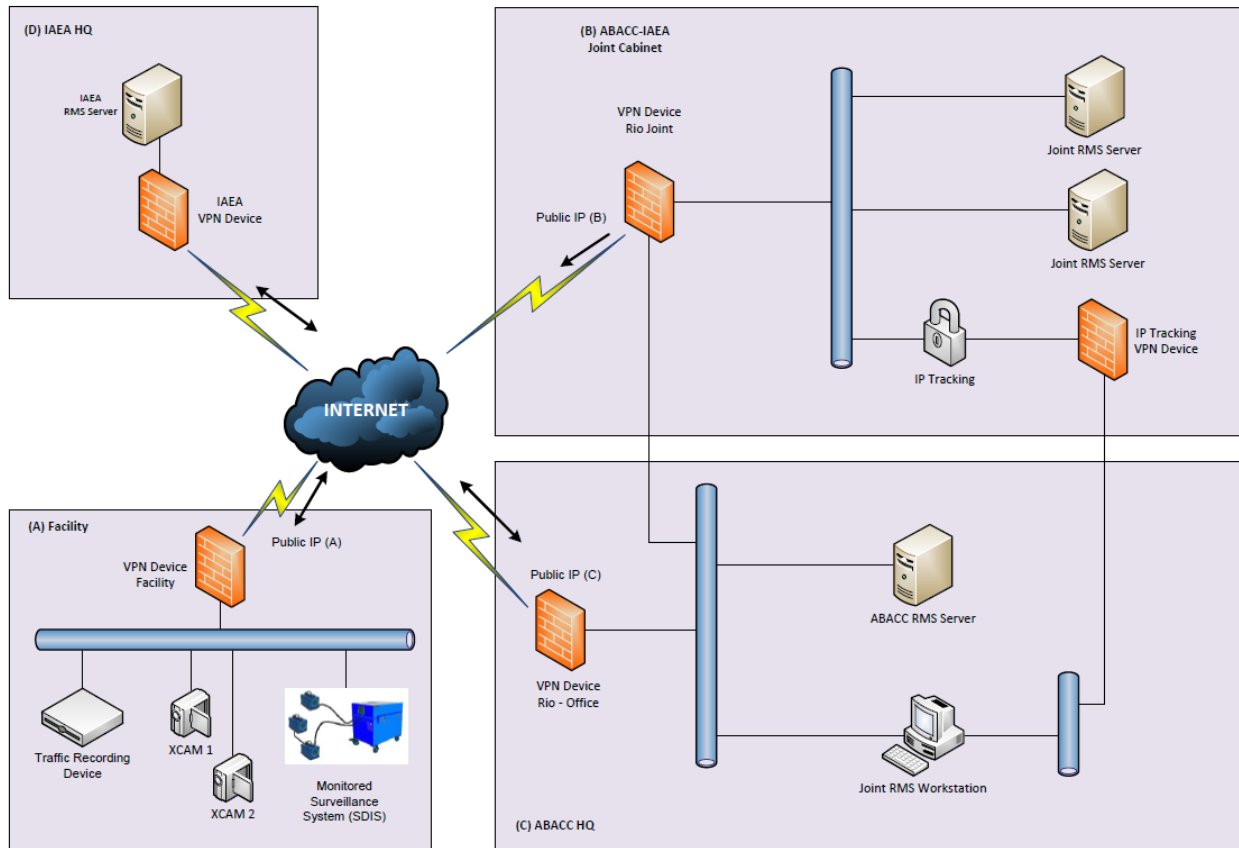 (D) IAEA HQ
IAEA
RMS Server
IAEA
VPN Device
(B) ABACC-IAEA
Joint Cabinet
VPN Device
Rio Joint
Public IP (B)
Joint RMS Server
Joint RMS Server
IP Tracking
IP Tracking
VPN Device
INTERNET
(A) Facility
VPN Device
Facility
Public IP (A)
Traffic Recording
Device
XCAM 1
XCAM 2
Monitored
Surveillance
System (SDIS)
Public IP (C)
VPN Device
Rio - Office
ABACC RMS Server
Joint RMS Workstation
(C) ABACC HQ